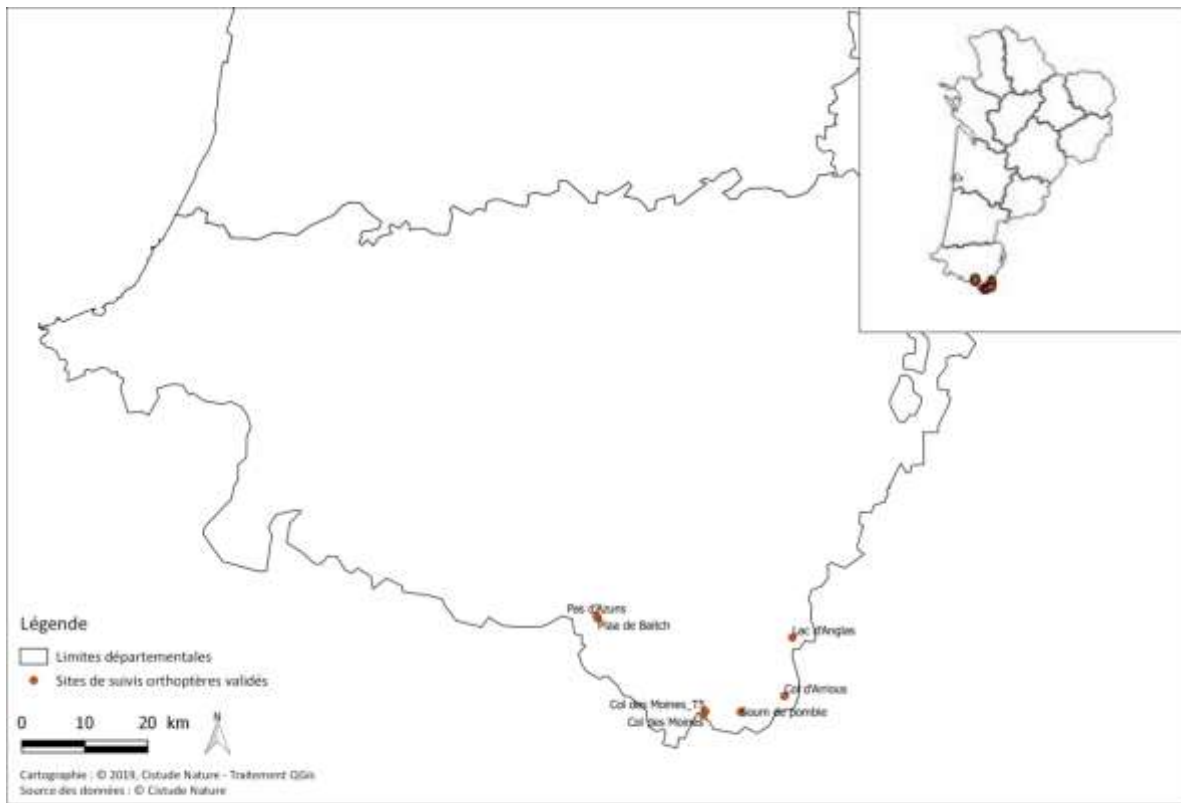 Pas d'Azuns
Plae de Baitch
Lac d'Anglas
Col d'Arrious
Col des Moines_T7
Soum de pombie
Col des Moines
Légende
Limites départementales
Sites de suivis orthoptères validés
0 10 20 km
N
Cartographie : © 2019, Cistude Nature - Traitement QGis
Source des données : © Cistude Nature